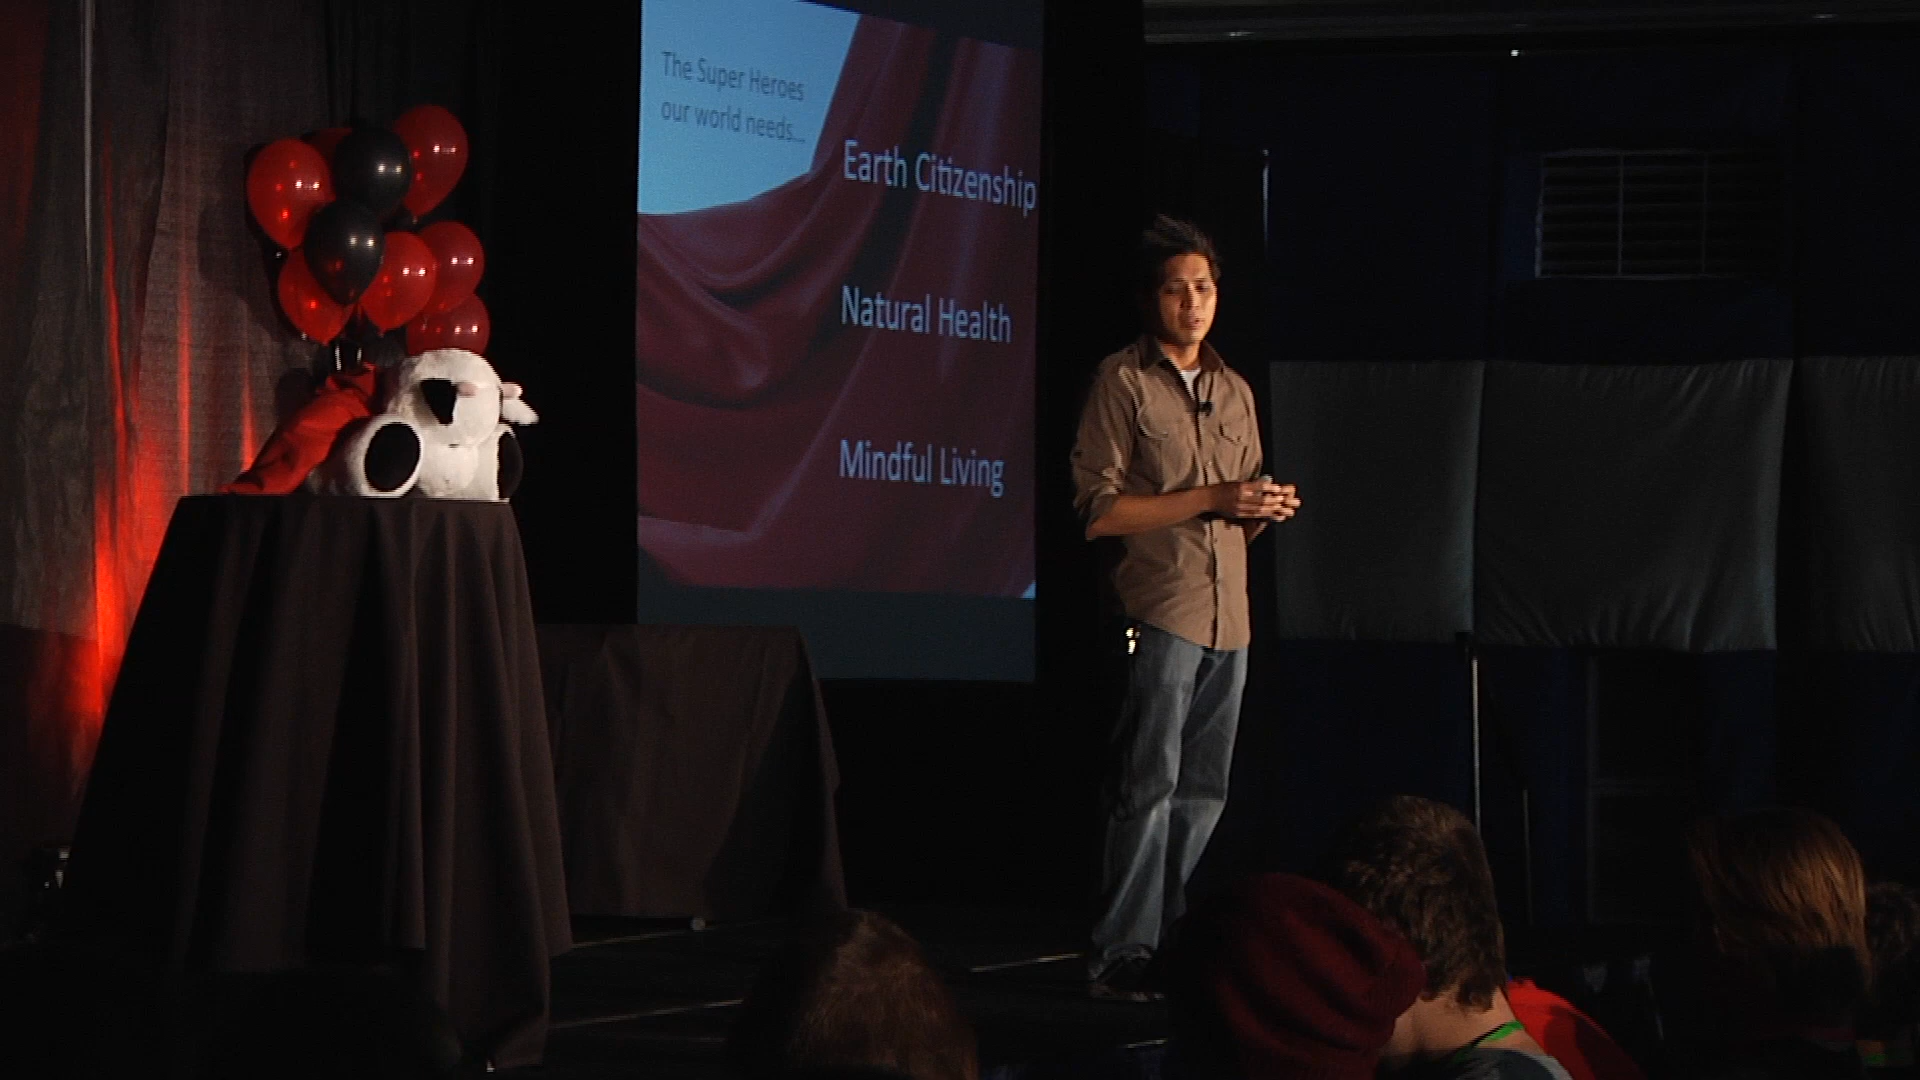 The Super Heroes
our world needs...
Earth Citizenship
Natural Health
Mindful Living